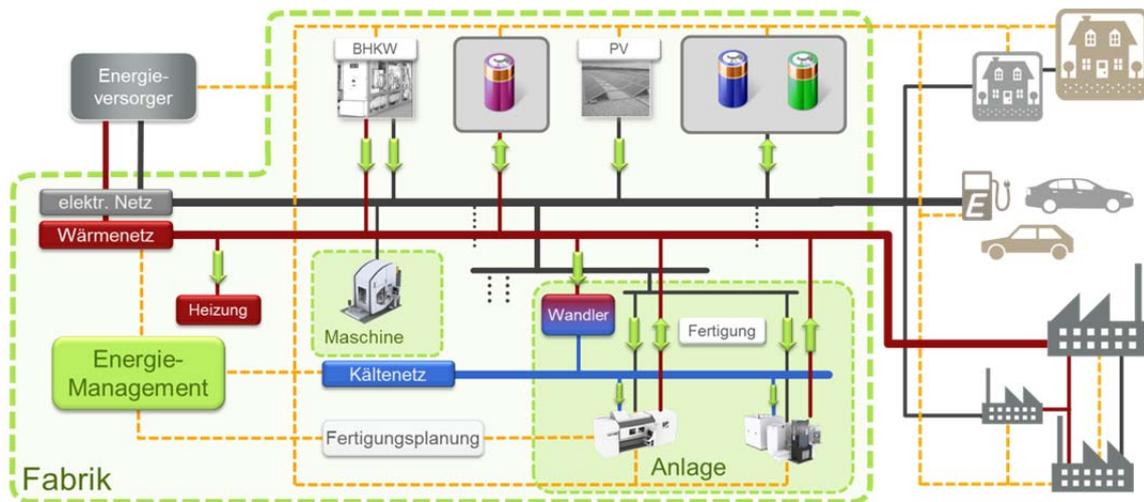 BHKW
PV
Energie-
versorger
elektr. Netz
Wärmenetz
E
Heizung
Maschine
Wandler
Fertigung
Energie-
Management
Kältenetz
Fertigungsplanung
Fabrik
Anlage